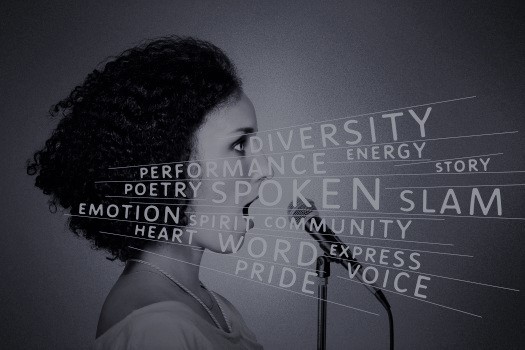 DIVERSITY
PERFORMANCE ENERGY
STORY
POETRY SPOKEN SLAM
EMOTION SPIRIT COMMUNITY
HEART WORD EXPRESS
PRIDE VOICE